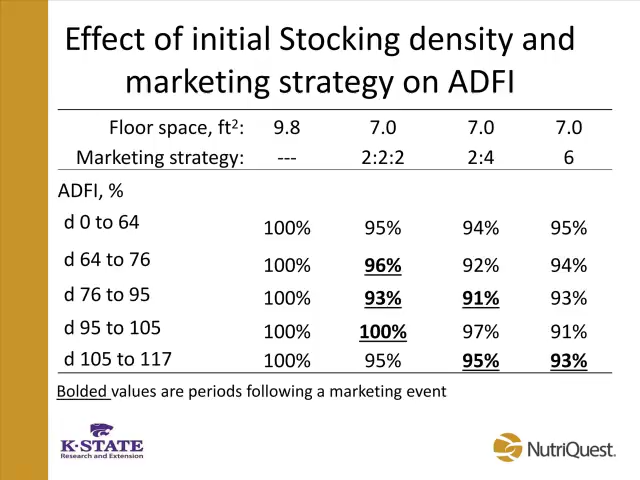 Effect of initial Stocking density and
marketing strategy on ADFI
Floor space, ft²: 9.8 7.0 7.0 7.0
Marketing strategy: --- 2:2:2 2:4 6
ADFI, %
d 0 to 64 100% 95% 94% 95%
d 64 to 76 100% 96% 92% 94%
d 76 to 95 100% 93% 91% 93%
d 95 to 105 100% 100% 97% 91%
d 105 to 117 100% 95% 95% 93%
Bolded values are periods following a marketing event
K-STATE
Research and Extension
NutriQuest.